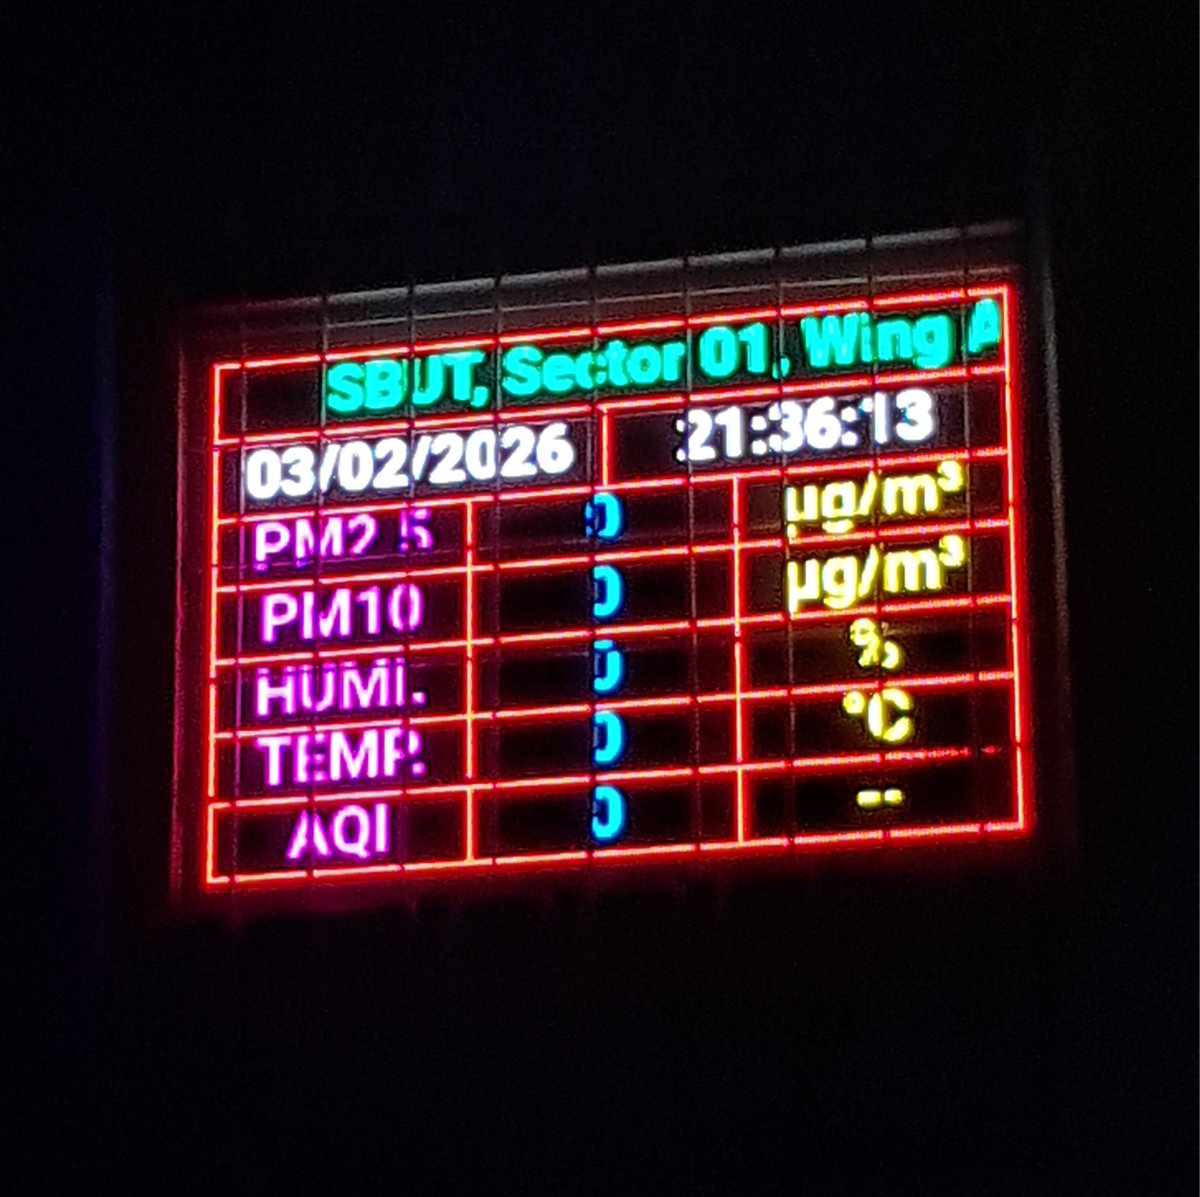 SBUT, Sector 01, Wing A
03/02/2026 21:36:13
PM2.5 0 µg/m³
PM10 0 µg/m³
HUMI. 0 %
TEMP. 0 °C
AQI 0 --